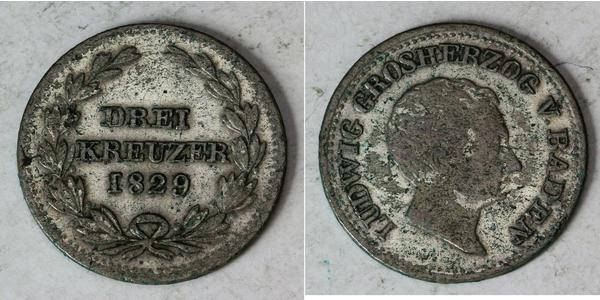 DREI
KREUZER
1829
LUDWIG GROSHERZOG V. BADEN